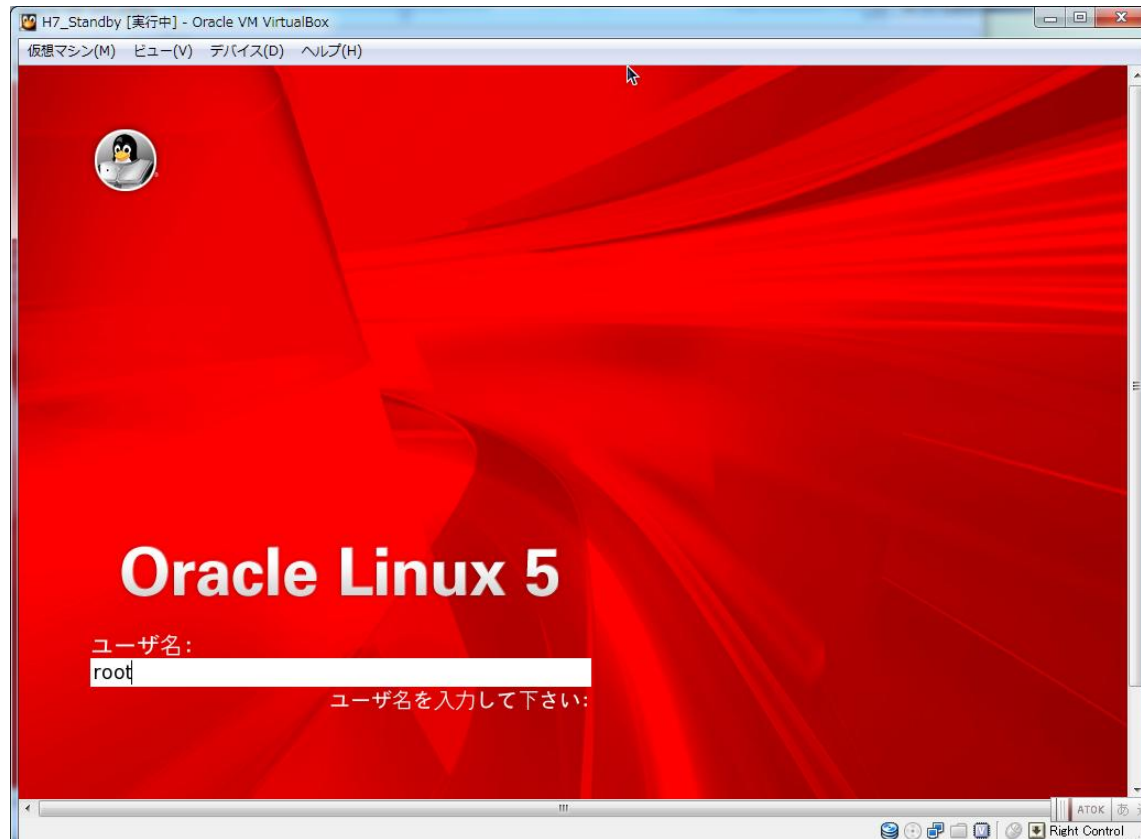 H7_Standby [実行中] - Oracle VM VirtualBox
仮想マシン(M) ビュー(V) デバイス(D) ヘルプ(H)
Oracle Linux 5
ユーザ名:
root
ユーザ名を入力して下さい:
ATOK あ
Right Control